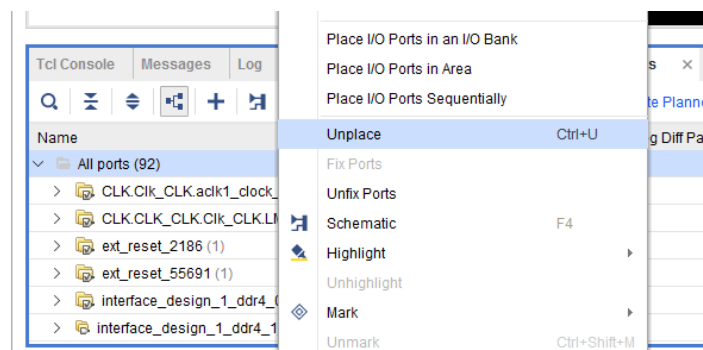 Place I/O Ports in an I/O Bank
Place I/O Ports in Area
Place I/O Ports Sequentially
Tcl Console Messages Log
Unplace Ctrl+U
Fix Ports
Unfix Ports
Schematic F4
Highlight
Unhighlight
Mark
Unmark Ctrl+Shift+M
s
te Planne
Name
g Diff Pa
All ports (92)
CLK.Clk_CLK.aclk1_clock_
CLK.CLK_CLK.Clk_CLK.LM
ext_reset_2186 (1)
ext_reset_55691 (1)
interface_design_1_ddr4_0
interface_design_1_ddr4_1